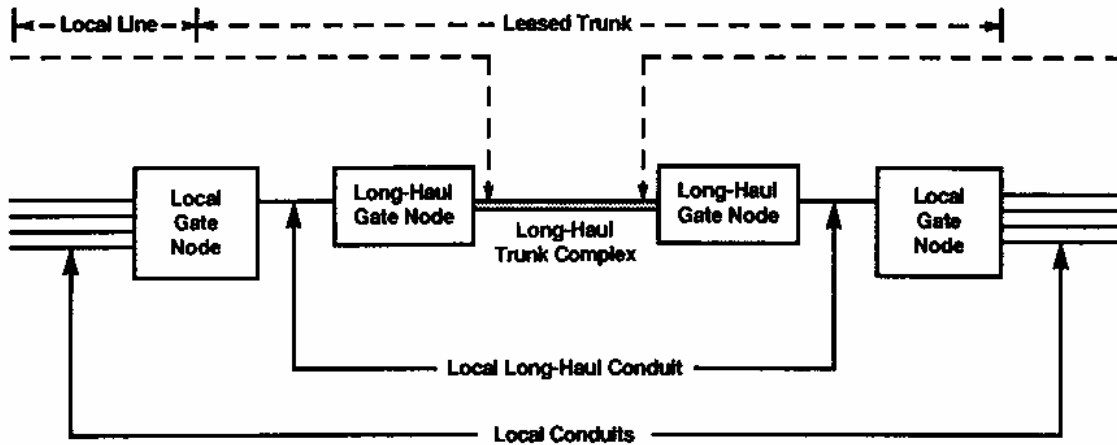 Local Line
Leased Trunk
Local
Gate
Node
Long-Haul
Gate Node
Long-Haul
Trunk Complex
Long-Haul
Gate Node
Local
Gate
Node
Local Long-Haul Conduit
Local Conduits